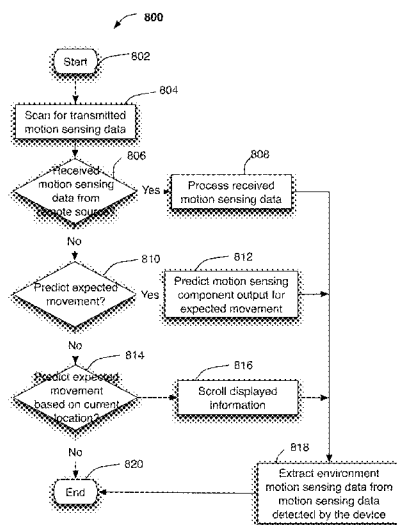 800
Start
802
804
Scan for transmitted
motion sensing data
806
Received
motion sensing
data from
remote source?
Yes
808
Process received
motion sensing data
No
810
Predict expected
movement?
Yes
812
Predict motion sensing
component output for
expected movement
No
814
Predict expected
movement
based on current
location?
816
Scroll displayed
information
No
818
Extract environment
motion sensing data from
motion sensing data
detected by the device
820
End